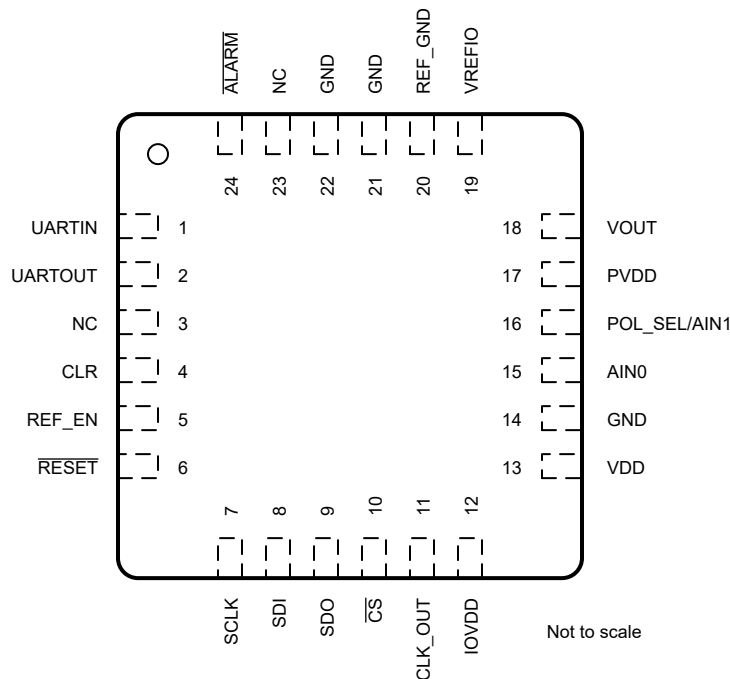 ALARM
NC
GND
GND
REF_GND
VREFIO
24
23
22
21
20
19
UARTIN 1
UARTOUT 2
NC 3
CLR 4
REF_EN 5
RESET 6
18 VOUT
17 PVDD
16 POL_SEL/AIN1
15 AIN0
14 GND
13 VDD
7
8
9
10
11
12
SCLK
SDI
SDO
CS
CLK_OUT
IOVDD
Not to scale